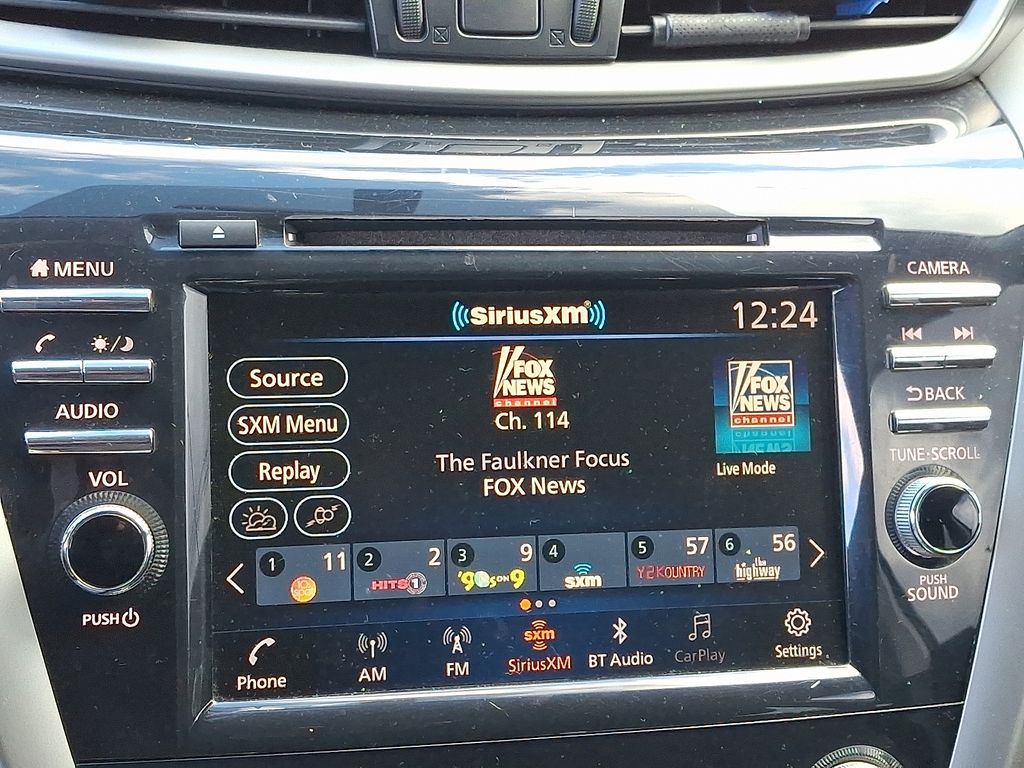 MENU
CAMERA
AUDIO
BACK
VOL
TUNE·SCROLL
PUSH
PUSH
SOUND
SiriusXM
12:24
FOX
NEWS
channel
Ch. 114
The Faulkner Focus
FOX News
FOX
NEWS
channel
Live Mode
Source
SXM Menu
Replay
1 11
2 2
HITS 1
3 9
'90s ON 9
4
sxm
5 57
Y2KOUNTRY
6 56
the
highway
Phone
AM
FM
sxm
SiriusXM
BT Audio
CarPlay
Settings